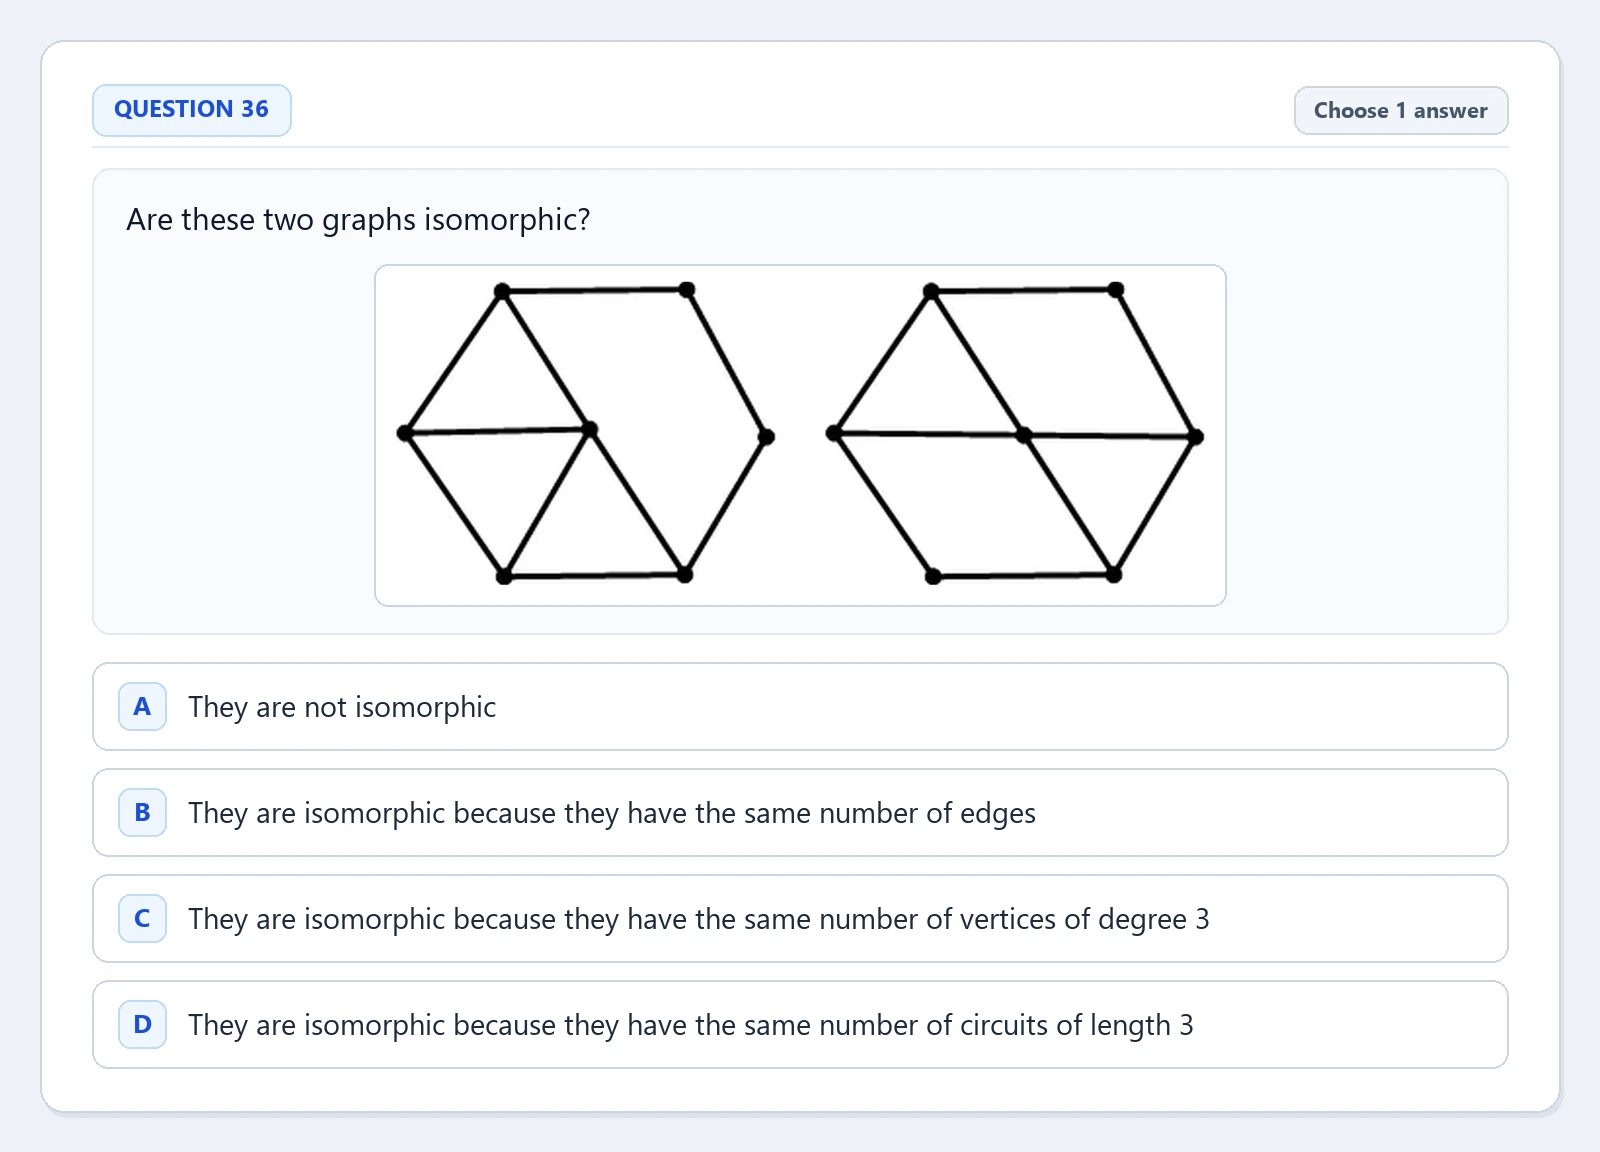 QUESTION 36
Choose 1 answer
Are these two graphs isomorphic?
A They are not isomorphic
B They are isomorphic because they have the same number of edges
C They are isomorphic because they have the same number of vertices of degree 3
D They are isomorphic because they have the same number of circuits of length 3